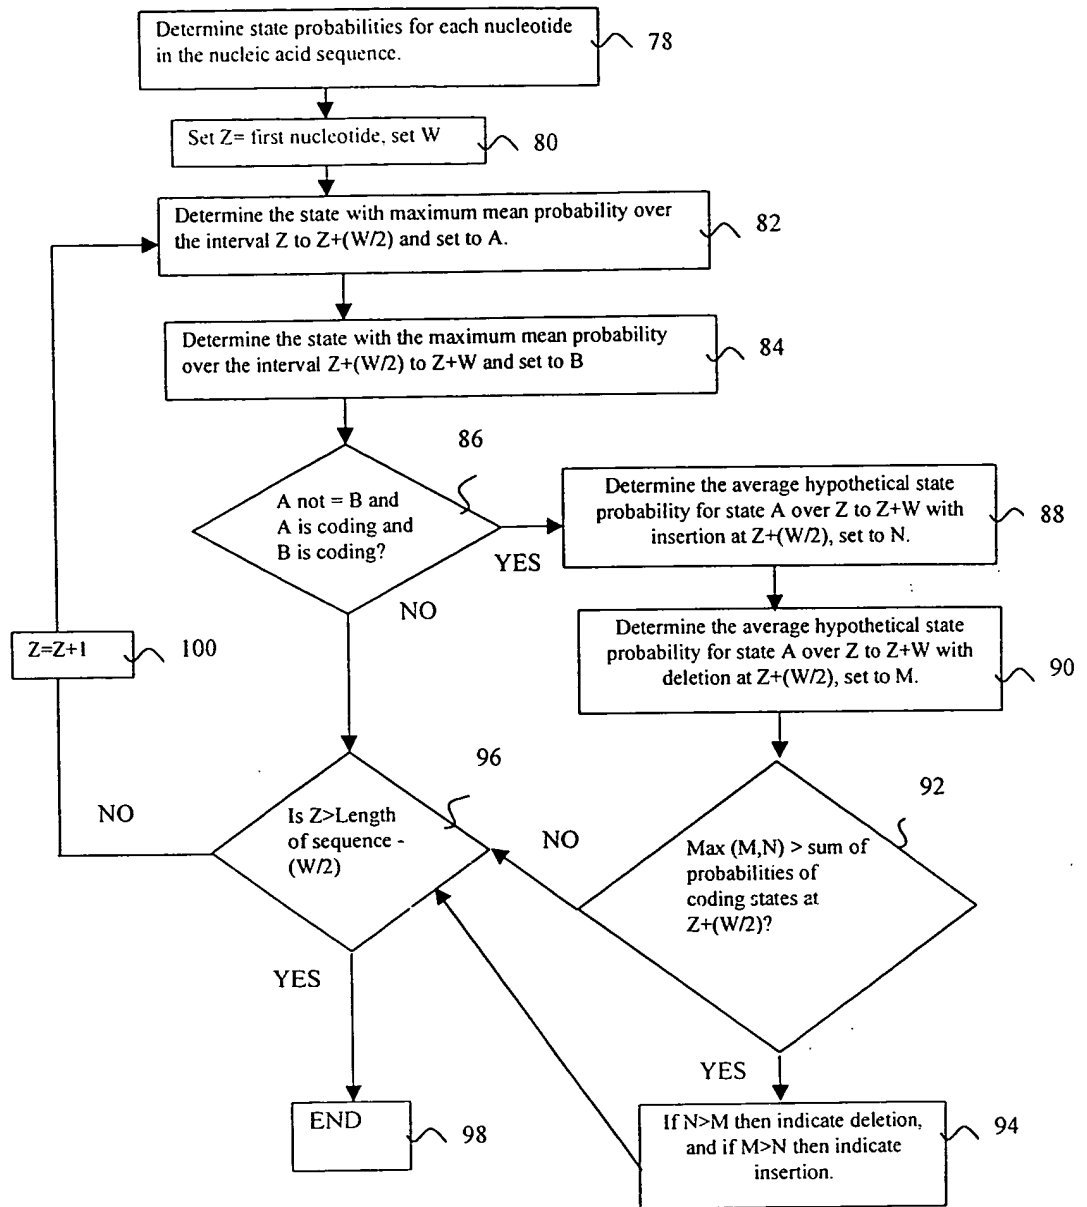 Determine state probabilities for each nucleotide
in the nucleic acid sequence.
78
Set Z= first nucleotide, set W
80
Determine the state with maximum mean probability over
the interval Z to Z+(W/2) and set to A.
82
Determine the state with the maximum mean probability
over the interval Z+(W/2) to Z+W and set to B
84
86
A not = B and
A is coding and
B is coding?
YES
NO
Determine the average hypothetical state
probability for state A over Z to Z+W with
insertion at Z+(W/2), set to N.
88
Determine the average hypothetical state
probability for state A over Z to Z+W with
deletion at Z+(W/2), set to M.
90
Z=Z+1
100
96
Is Z>Length
of sequence -
(W/2)
NO
YES
92
Max (M,N) > sum of
probabilities of
coding states at
Z+(W/2)?
NO
YES
END
98
If N>M then indicate deletion,
and if M>N then indicate
insertion.
94